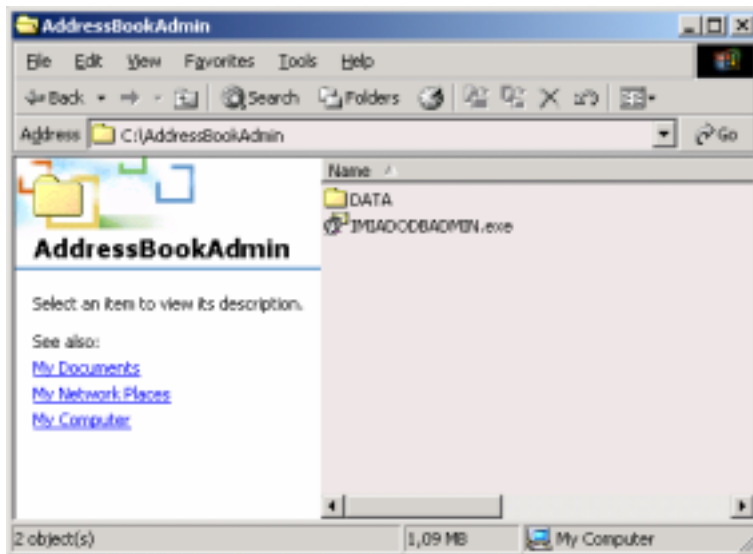 AddressBookAdmin
File Edit View Favorites Tools Help
Back Search Folders
Address C:\AddressBookAdmin Go
Name
DATA
IMIADODBADMIN.exe
AddressBookAdmin
Select an item to view its description.
See also:
My Documents
My Network Places
My Computer
2 object(s) 1,09 MB My Computer